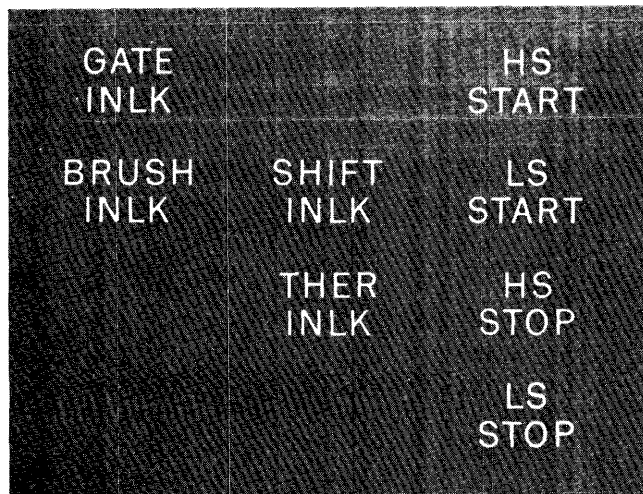 GATE INLK
HS START
BRUSH INLK
SHIFT INLK
LS START
THER INLK
HS STOP
LS STOP